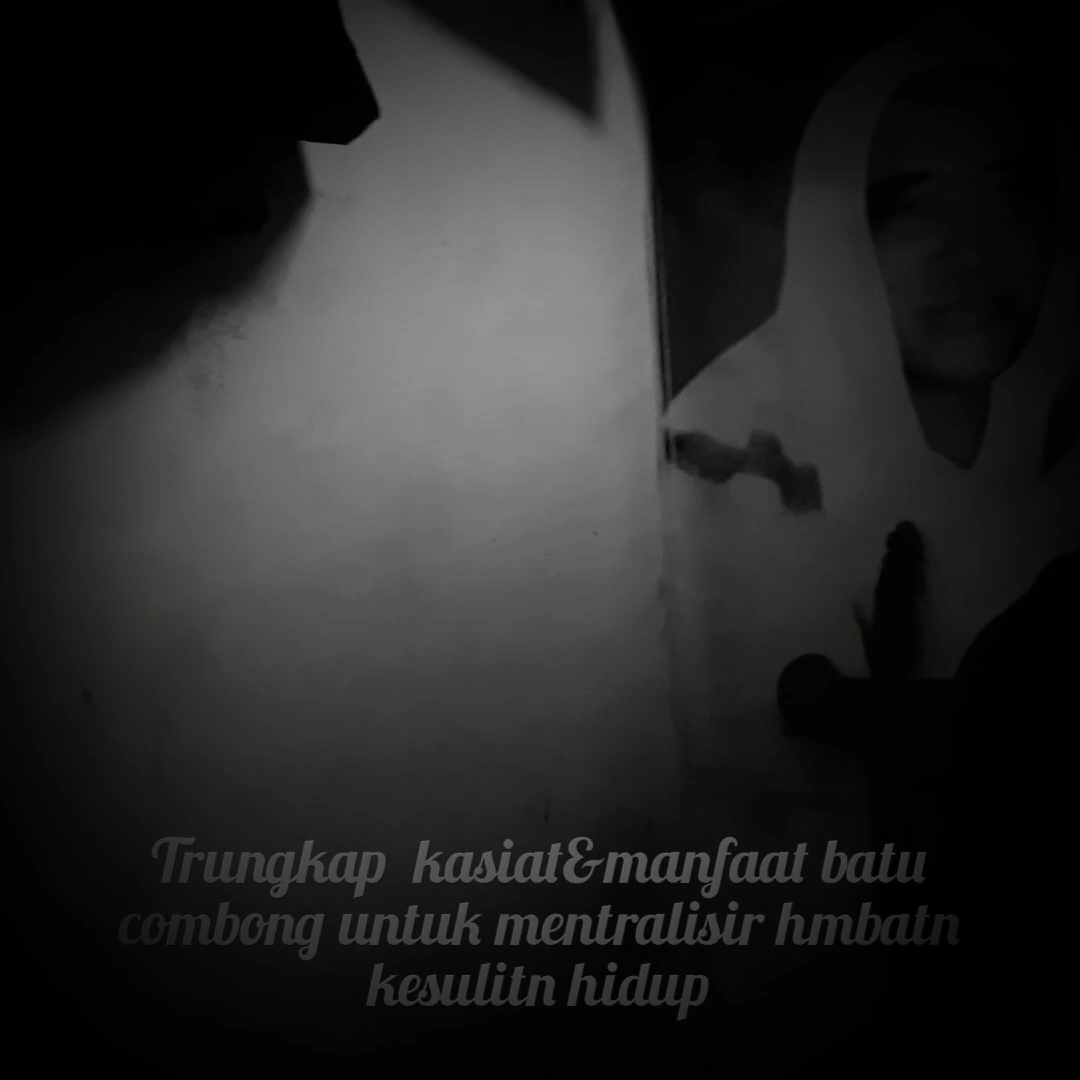 Trungkap kasiat&manfaat batu
combong untuk mentralisir hmbatn
kesulitn hidup